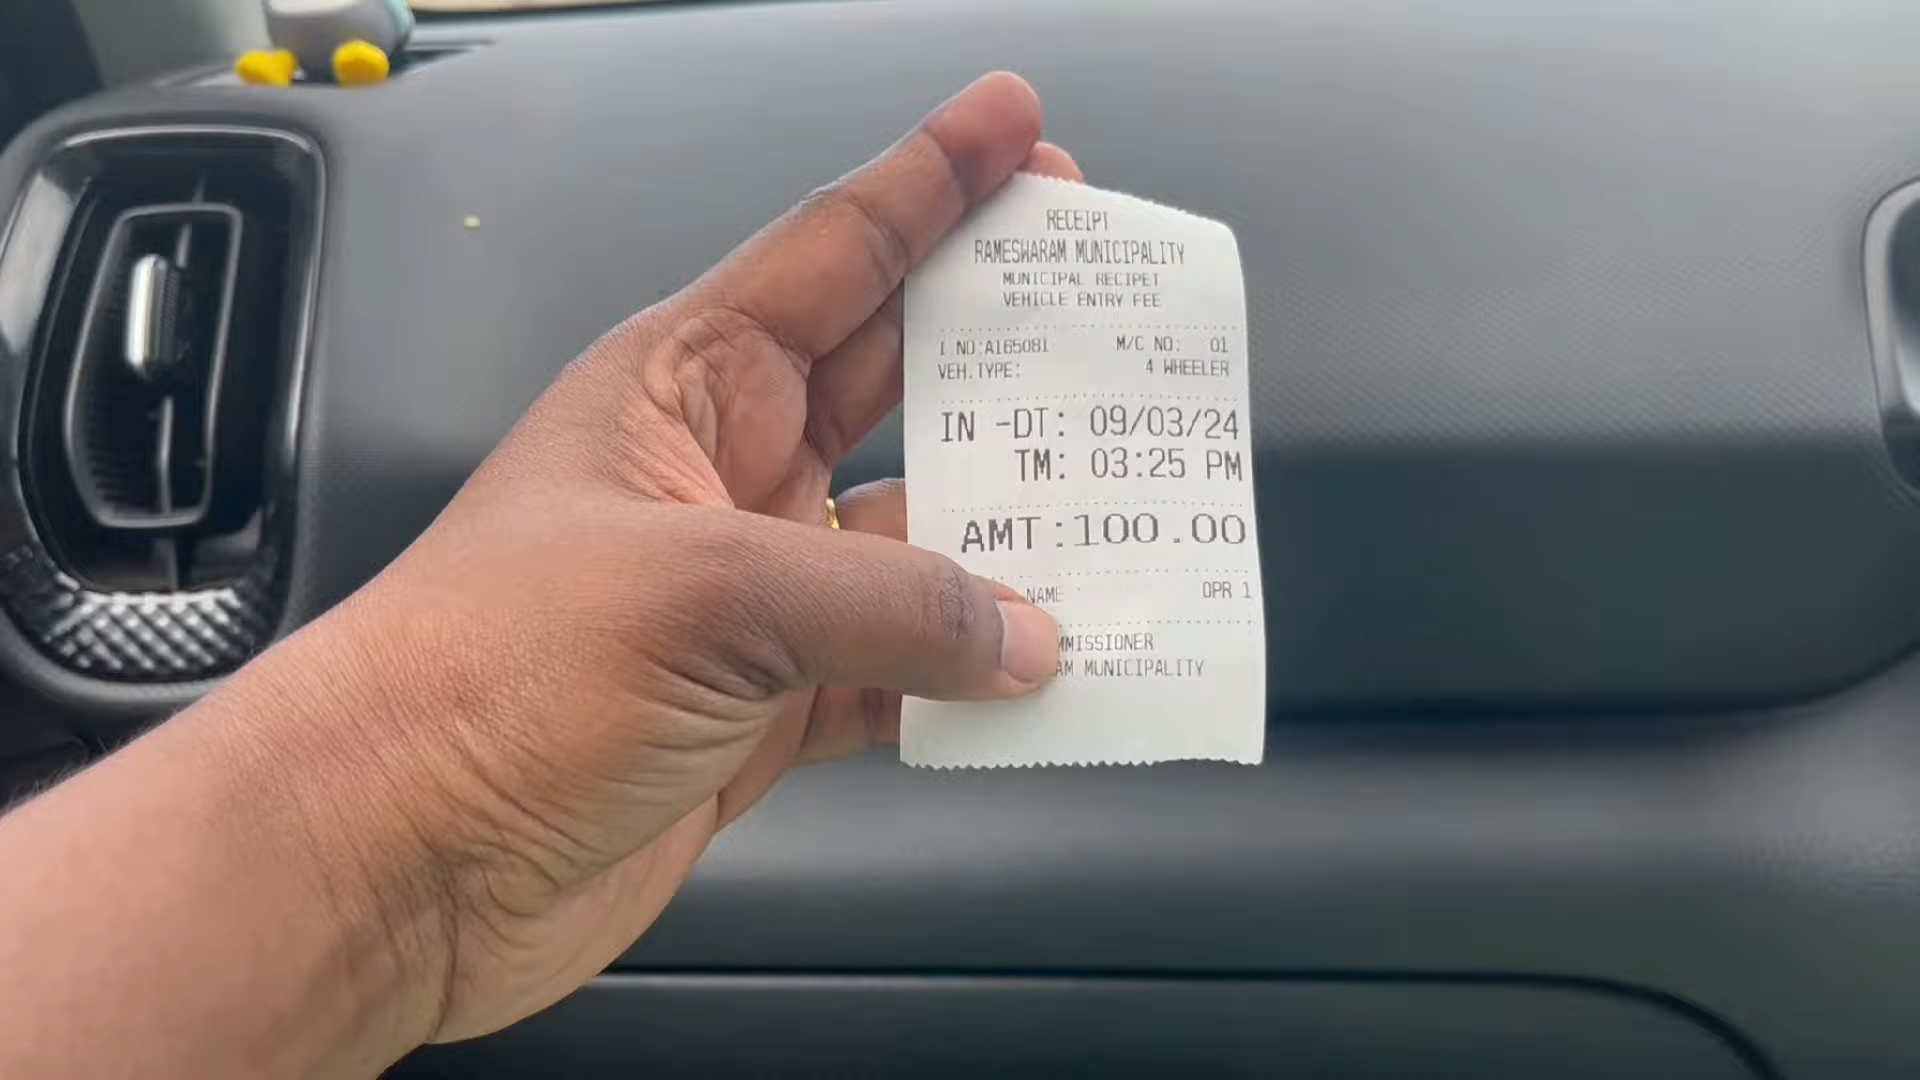 RECEIPT
RAMESWARAM MUNICIPALITY
MUNICIPAL RECIPET
VEHICLE ENTRY FEE
I NO:A165081 M/C NO: 01
VEH.TYPE: 4 WHEELER
IN -DT: 09/03/24
TM: 03:25 PM
AMT:100.00
NAME OPR 1
MMISSIONER
AM MUNICIPALITY